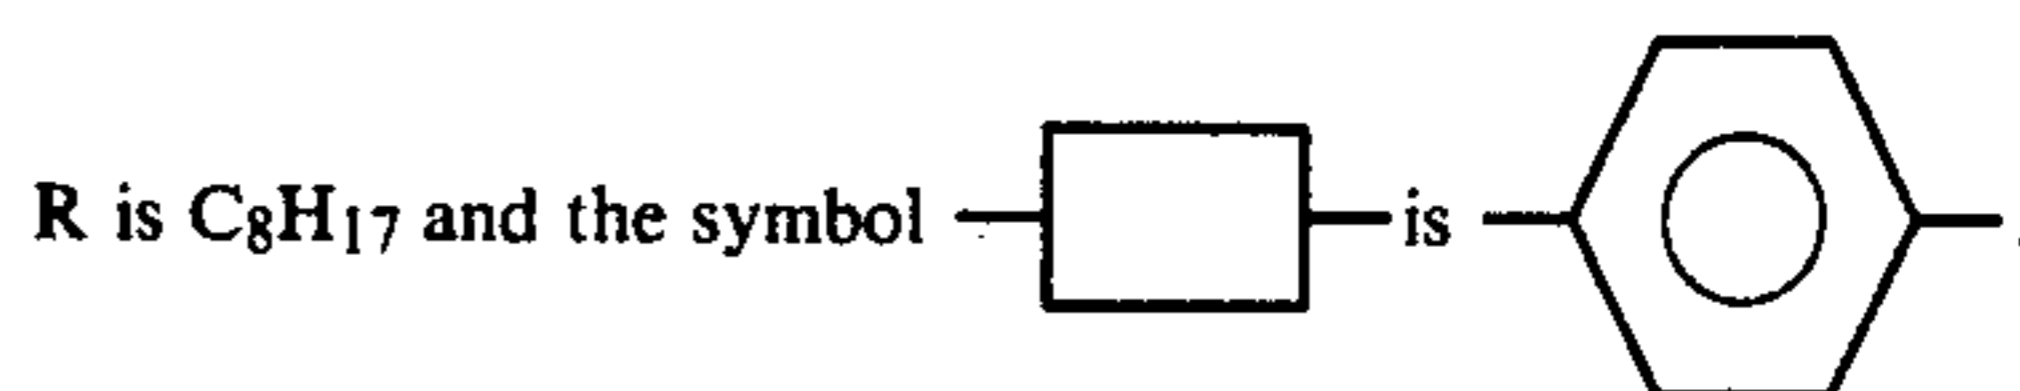 R is C8H17 and the symbol is